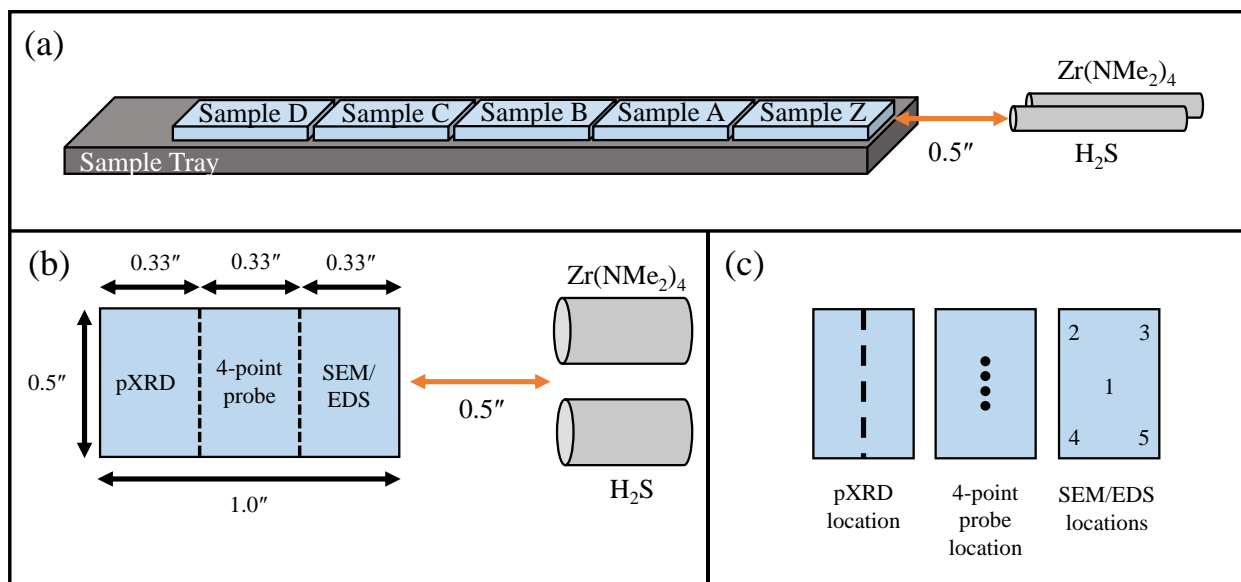 (a)
Zr(NMe₂)₄
Sample D
Sample C
Sample B
Sample A
Sample Z
Sample Tray
0.5″
H₂S
(b)
0.33″
0.33″
0.33″
Zr(NMe₂)₄
0.5″
pXRD
4-point
probe
SEM/
EDS
0.5″
1.0″
H₂S
(c)
2
3
1
4
5
pXRD
location
4-point
probe
location
SEM/EDS
locations